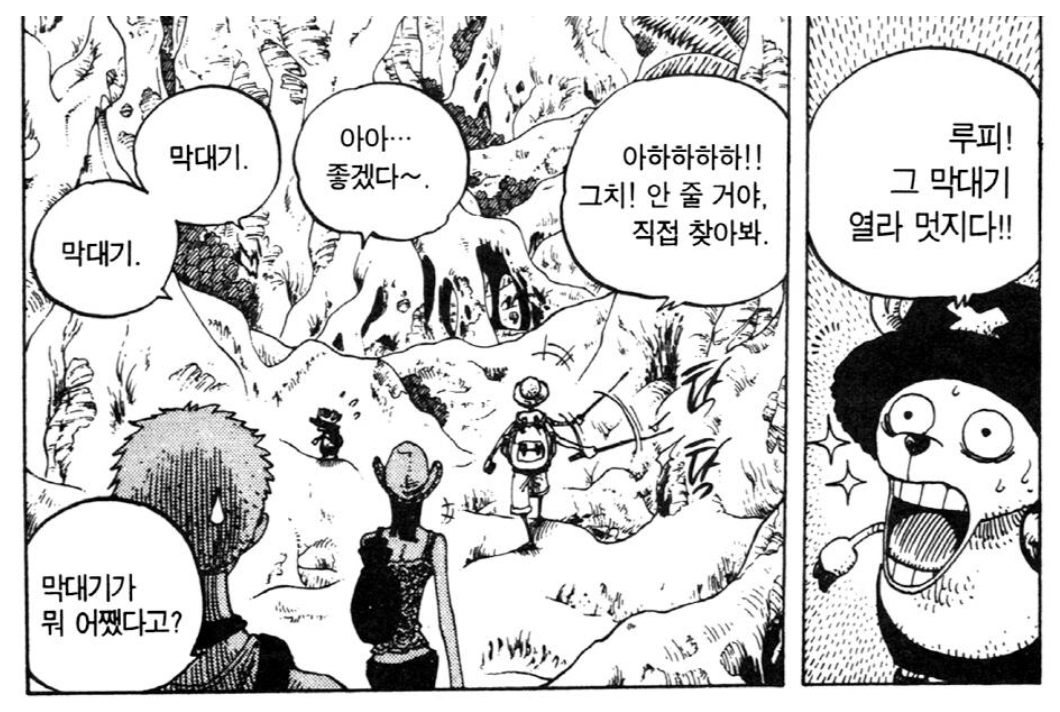 루피!
그 막대기
열라 멋지다!!
아하하하하!!
그치! 안 줄 거야,
직접 찾아봐.
아아…
좋겠다~.
막대기.
막대기.
막대기가
뭐 어쨌다고?